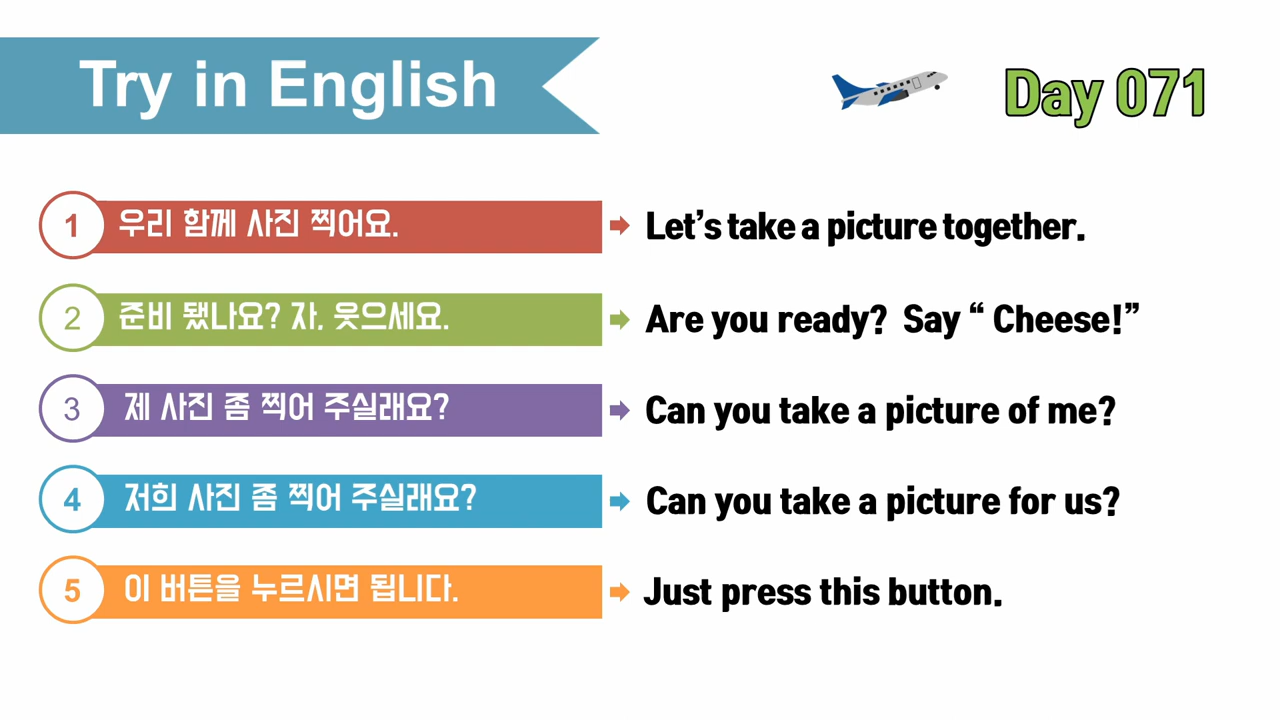 Try in English
Day 071
1 우리 함께 사진 찍어요. Let's take a picture together.
2 준비 됐나요? 자, 웃으세요. Are you ready? Say “ Cheese!”
3 제 사진 좀 찍어 주실래요? Can you take a picture of me?
4 저희 사진 좀 찍어 주실래요? Can you take a picture for us?
5 이 버튼을 누르시면 됩니다. Just press this button.